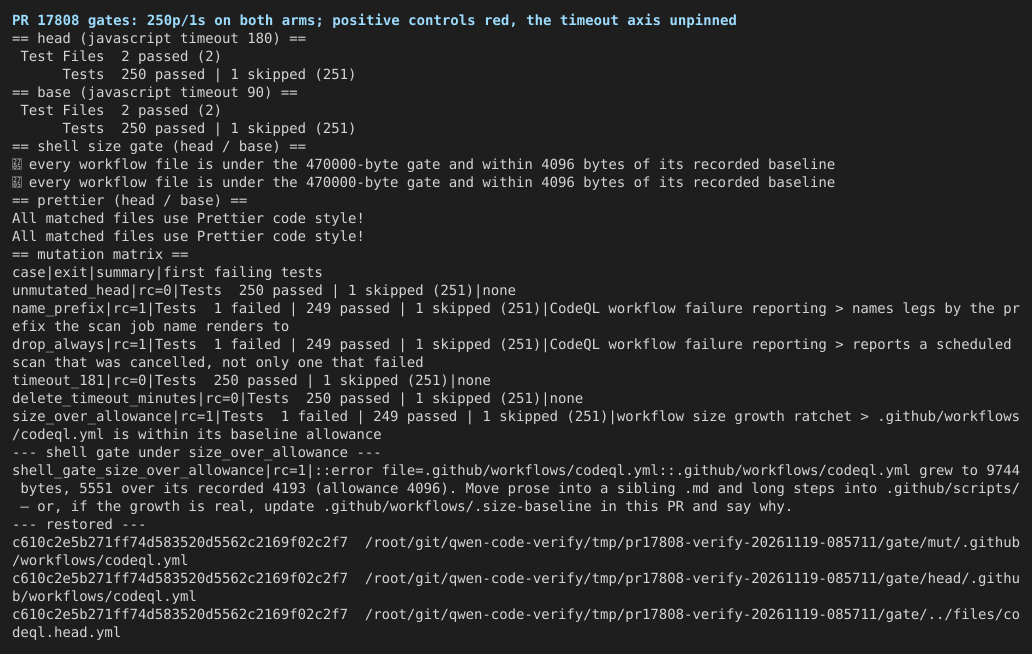 PR 17808 gates: 250p/1s on both arms; positive controls red, the timeout axis unpinned
== head (javascript timeout 180) ==
Test Files  2 passed (2)
Tests  250 passed | 1 skipped (251)
== base (javascript timeout 90) ==
Test Files  2 passed (2)
Tests  250 passed | 1 skipped (251)
== shell size gate (head / base) ==
every workflow file is under the 470000-byte gate and within 4096 bytes of its recorded baseline
every workflow file is under the 470000-byte gate and within 4096 bytes of its recorded baseline
== prettier (head / base) ==
All matched files use Prettier code style!
All matched files use Prettier code style!
== mutation matrix ==
case|exit|summary|first failing tests
unmutated_head|rc=0|Tests  250 passed | 1 skipped (251)|none
name_prefix|rc=1|Tests  1 failed | 249 passed | 1 skipped (251)|CodeQL workflow failure reporting > names legs by the pr
efix the scan job name renders to
drop_always|rc=1|Tests  1 failed | 249 passed | 1 skipped (251)|CodeQL workflow failure reporting > reports a scheduled
scan that was cancelled, not only one that failed
timeout_181|rc=0|Tests  250 passed | 1 skipped (251)|none
delete_timeout_minutes|rc=0|Tests  250 passed | 1 skipped (251)|none
size_over_allowance|rc=1|Tests  1 failed | 249 passed | 1 skipped (251)|workflow size growth ratchet > .github/workflows
/codeql.yml is within its baseline allowance
--- shell gate under size_over_allowance ---
shell_gate_size_over_allowance|rc=1|::error file=.github/workflows/codeql.yml::.github/workflows/codeql.yml grew to 9744
bytes, 5551 over its recorded 4193 (allowance 4096). Move prose into a sibling .md and long steps into .github/scripts/
— or, if the growth is real, update .github/workflows/.size-baseline in this PR and say why.
--- restored ---
c610c2e5b271ff74d583520d5562c2169f02c2f7  /root/git/qwen-code-verify/tmp/pr17808-verify-20261119-085711/gate/mut/.github
/workflows/codeql.yml
c610c2e5b271ff74d583520d5562c2169f02c2f7  /root/git/qwen-code-verify/tmp/pr17808-verify-20261119-085711/gate/head/.githu
b/workflows/codeql.yml
c610c2e5b271ff74d583520d5562c2169f02c2f7  /root/git/qwen-code-verify/tmp/pr17808-verify-20261119-085711/gate/../files/co
deql.head.yml